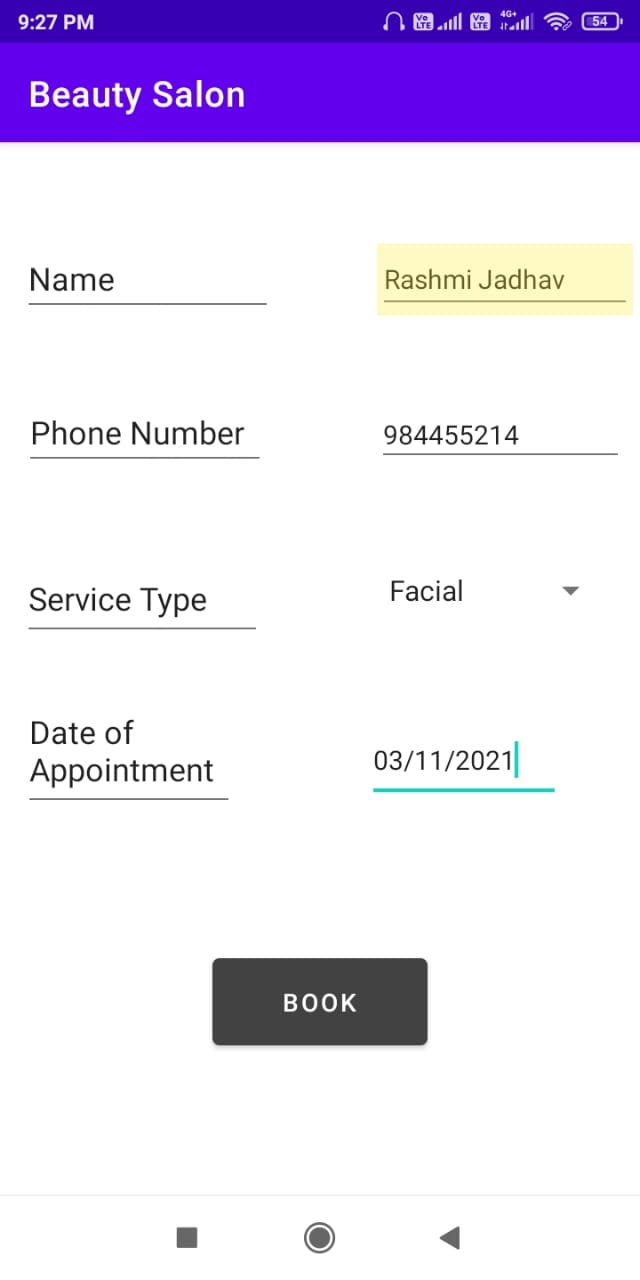 9:27 PM Vo LTE Vo LTE 4G+ 54
Beauty Salon
Name Rashmi Jadhav
Phone Number 984455214
Service Type Facial
Date of
Appointment 03/11/2021
BOOK